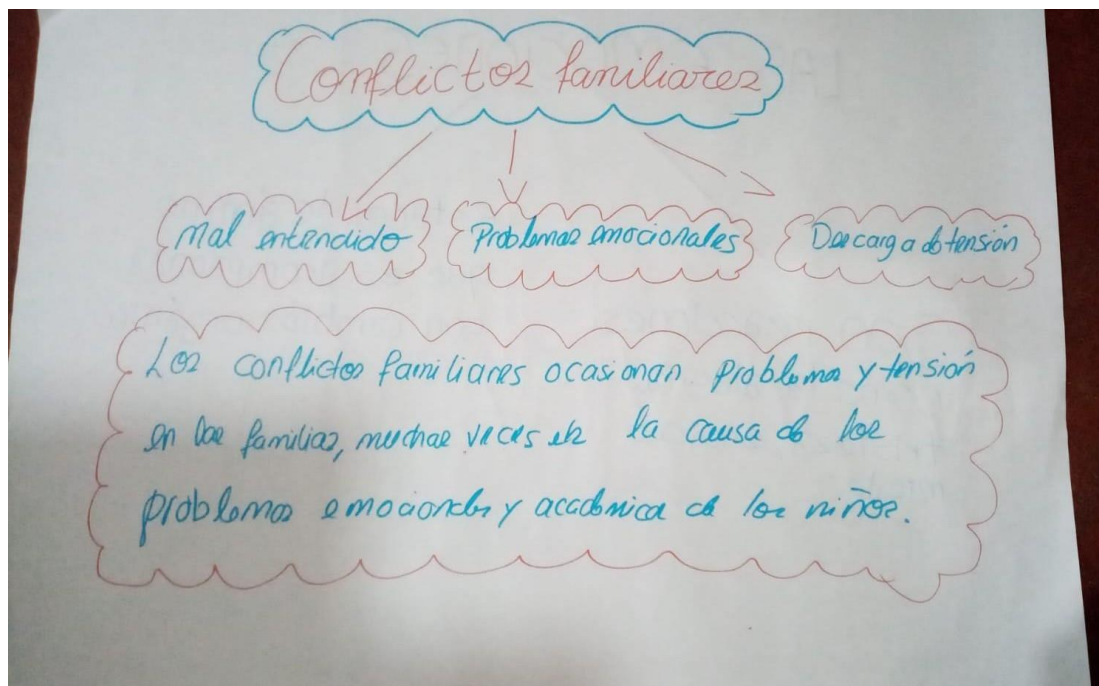 Conflictos familiares
Mal entendido Problemas emocionales Descarga de tensión
Los conflictos familiares ocasionan problemas y tensión
en las familias, muchas veces es la causa de los
problemas emocionales y academica de los niños.